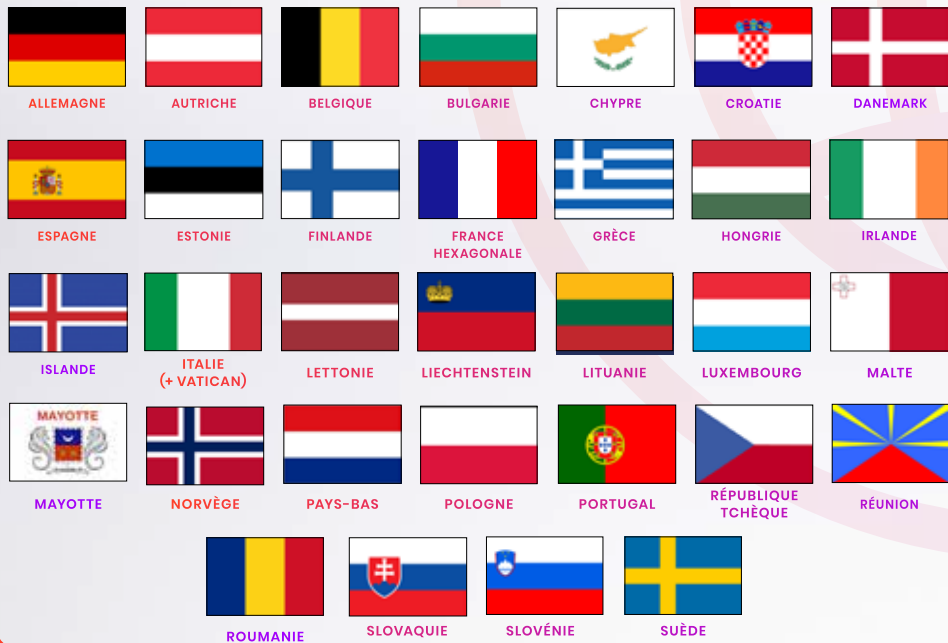 ALLEMAGNE
AUTRICHE
BELGIQUE
BULGARIE
CHYPRE
CROATIE
DANEMARK
ESPAGNE
ESTONIE
FINLANDE
FRANCE
HEXAGONALE
GRÈCE
HONGRIE
IRLANDE
ISLANDE
ITALIE
(+ VATICAN)
LETTONIE
LIECHTENSTEIN
LITUANIE
LUXEMBOURG
MALTE
MAYOTTE
MAYOTTE
NORVÈGE
PAYS-BAS
POLOGNE
PORTUGAL
RÉPUBLIQUE
TCHÈQUE
RÉUNION
ROUMANIE
SLOVAQUIE
SLOVÉNIE
SUÈDE